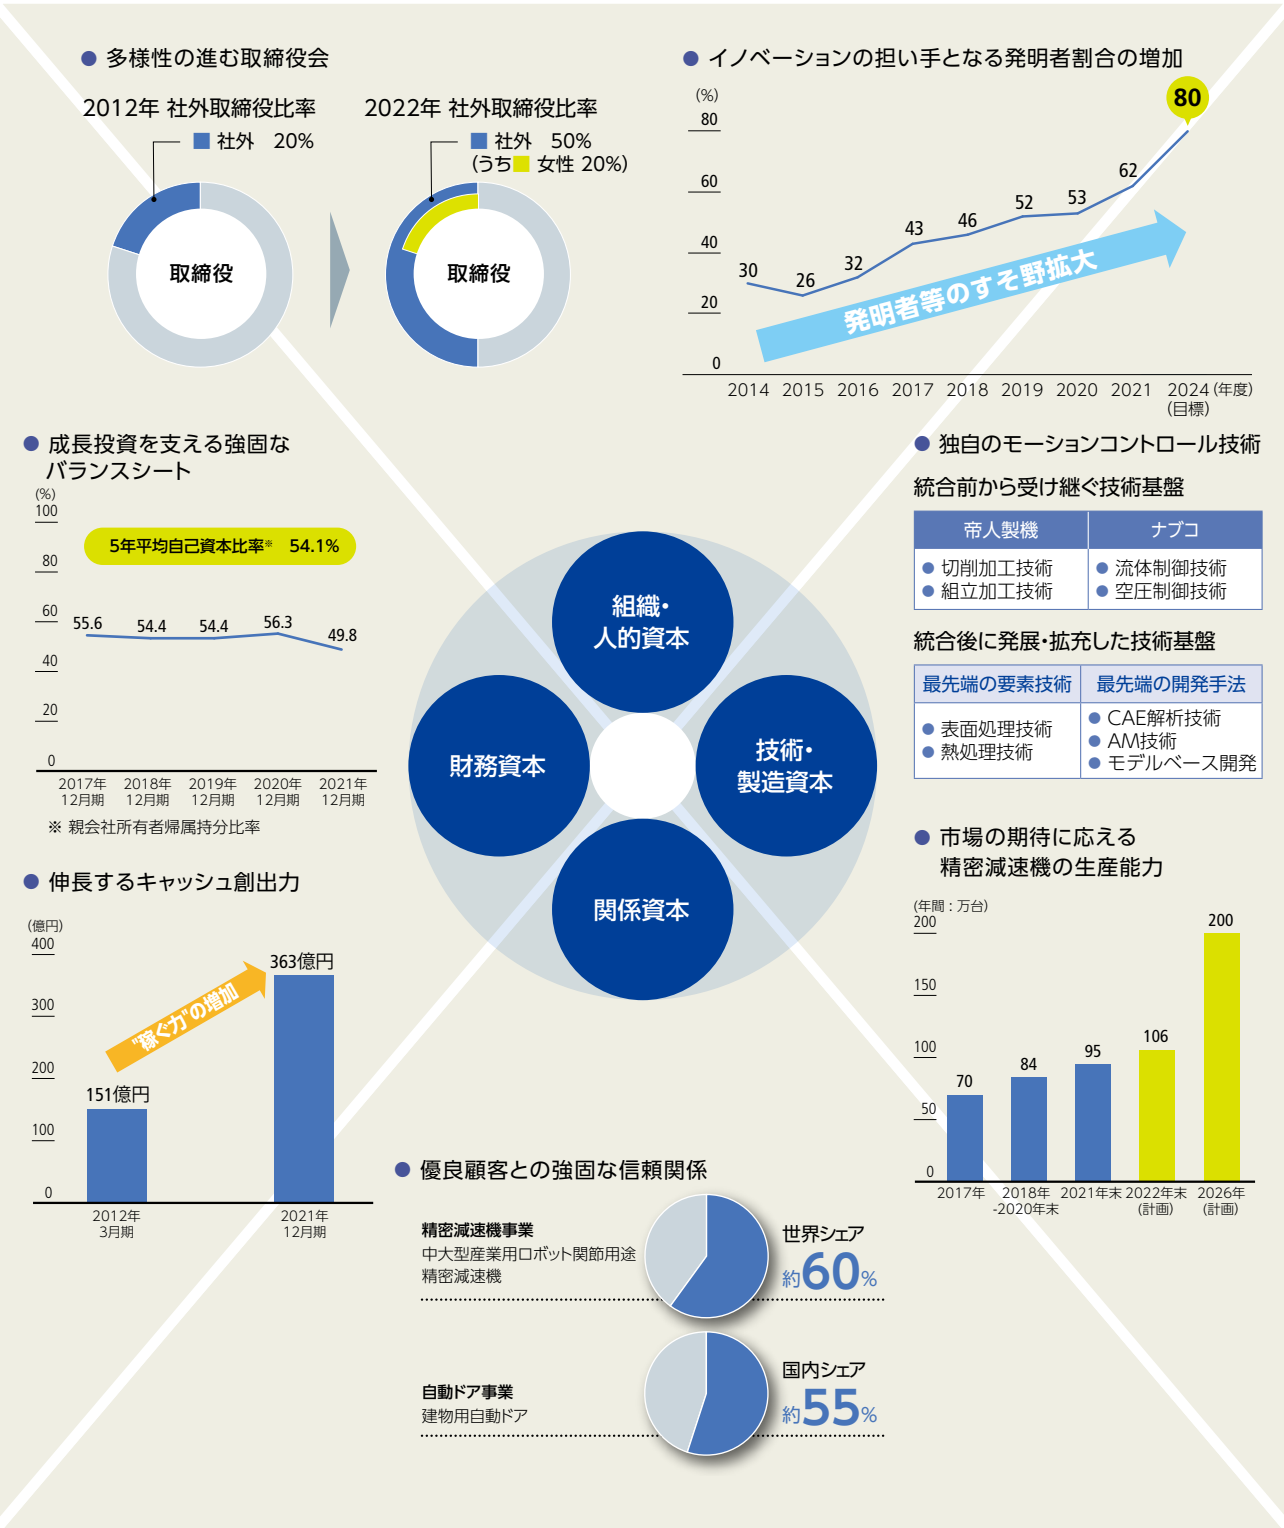 多様性の進む取締役会
2012年 社外取締役比率
社外 20%
取締役
2022年 社外取締役比率
社外 50%
(うち 女性 20%)
取締役
イノベーションの担い手となる発明者割合の増加
(%)
80
60
40
20
0
30
26
32
43
46
52
53
62
80
発明者等のすそ野拡大
2014 2015 2016 2017 2018 2019 2020 2021 2024 (年度)
(目標)
成長投資を支える強固な
バランスシート
(%)
100
80
60
40
20
0
5年平均自己資本比率※ 54.1%
55.6
54.4
54.4
56.3
49.8
2017年 2018年 2019年 2020年 2021年
12月期 12月期 12月期 12月期 12月期
※ 親会社所有者帰属持分比率
独自のモーションコントロール技術
統合前から受け継ぐ技術基盤
帝人製機
切削加工技術
組立加工技術
ナブコ
流体制御技術
空圧制御技術
統合後に発展・拡充した技術基盤
最先端の要素技術
表面処理技術
熱処理技術
最先端の開発手法
CAE解析技術
AM技術
モデルベース開発
組織・
人的資本
財務資本
技術・
製造資本
関係資本
伸長するキャッシュ創出力
(億円)
400
300
200
100
0
151億円
363億円
"稼ぐ力"の増加
2012年
3月期
2021年
12月期
市場の期待に応える
精密減速機の生産能力
(年間:万台)
200
150
100
50
0
70
84
95
106
200
2017年 2018年 2021年末 2022年末 2026年
-2020年末 (計画) (計画)
優良顧客との強固な信頼関係
精密減速機事業
中大型産業用ロボット関節用途
精密減速機
世界シェア
約60%
自動ドア事業
建物用自動ドア
国内シェア
約55%